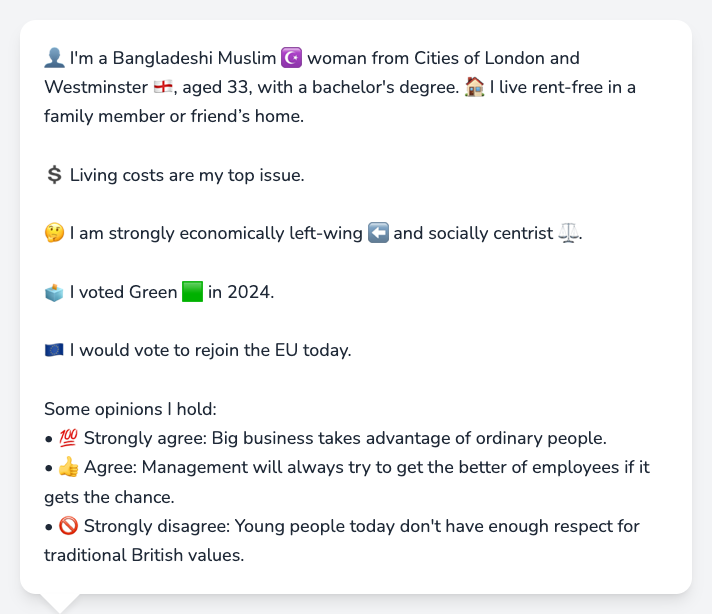 👤 I'm a Bangladeshi Muslim ☪️ woman from Cities of London and
Westminster 🏴󠁧󠁢󠁥󠁮󠁧󠁿, aged 33, with a bachelor's degree. 🏠 I live rent-free in a
family member or friend’s home.
💲 Living costs are my top issue.
🤔 I am strongly economically left-wing ⬅️ and socially centrist ⚖️.
🗳️ I voted Green 🟩 in 2024.
🇪🇺 I would vote to rejoin the EU today.
Some opinions I hold:
• 💯 Strongly agree: Big business takes advantage of ordinary people.
• 👍 Agree: Management will always try to get the better of employees if it
gets the chance.
• 🚫 Strongly disagree: Young people today don't have enough respect for
traditional British values.